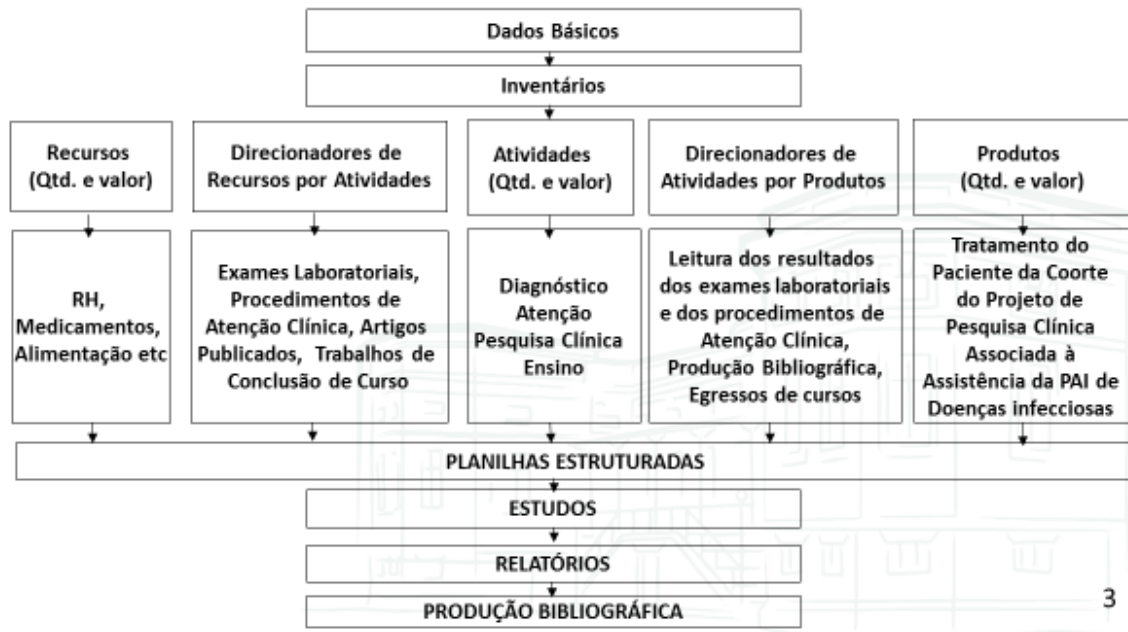 Dados Básicos
Inventários
Recursos
(Qtd. e valor)
Direcionadores de
Recursos por Atividades
Atividades
(Qtd. e valor)
Direcionadores de
Atividades por Produtos
Produtos
(Qtd. e valor)
RH,
Medicamentos,
Alimentação etc
Exames Laboratoriais,
Procedimentos de
Atenção Clínica, Artigos
Publicados, Trabalhos de
Conclusão de Curso
Diagnóstico
Atenção
Pesquisa Clínica
Ensino
Leitura dos resultados
dos exames laboratoriais
e dos procedimentos de
Atenção Clínica,
Produção Bibliográfica,
Egressos de cursos
Tratamento do
Paciente da Coorte
do Projeto de
Pesquisa Clínica
Associada à
Assistência da PAI de
Doenças infecciosas
PLANILHAS ESTRUTURADAS
ESTUDOS
RELATÓRIOS
PRODUÇÃO BIBLIOGRÁFICA
3